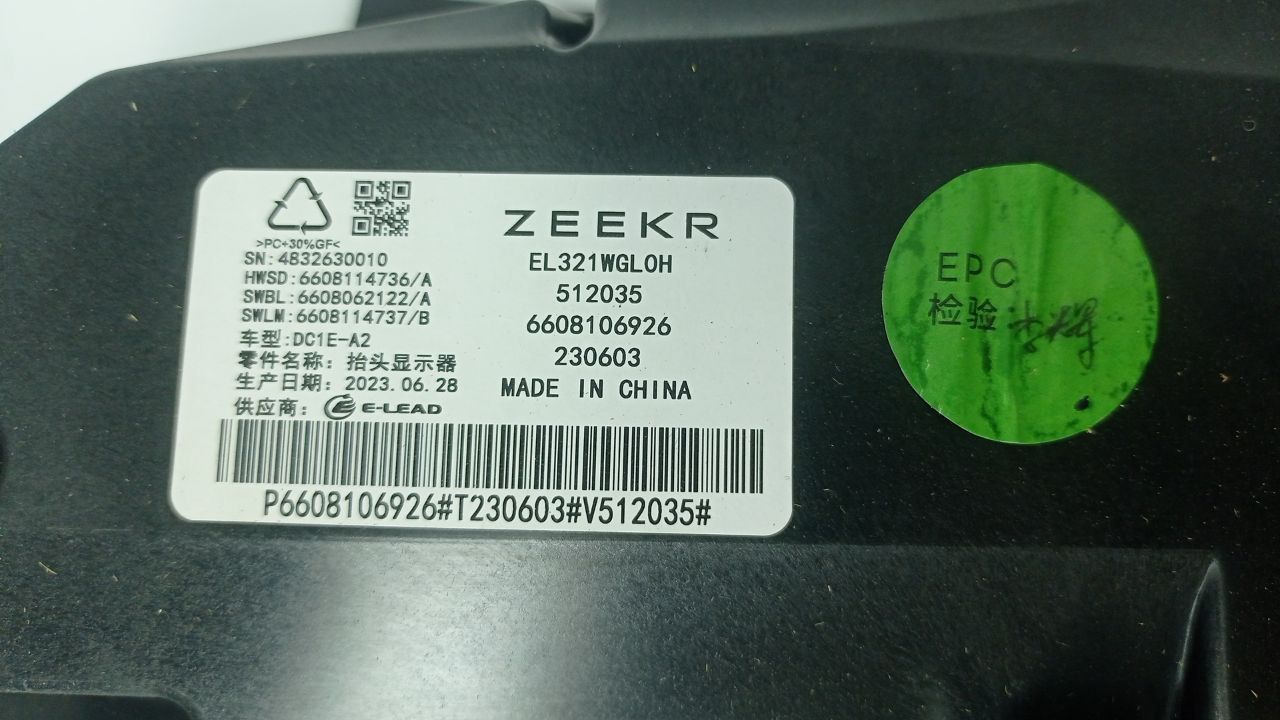 >PC+30%GF<
SN:4832630010
HWSD:6608114736/A
SWBL:6608062122/A
SWLM:6608114737/B
车型:DC1E-A2
零件名称：抬头显示器
生产日期：2023.06.28
供应商：E-LEAD
ZEEKR
EL321WGLOH
512035
6608106926
230603
MADE IN CHINA
P6608106926#T230603#V512035#
EPC
检验